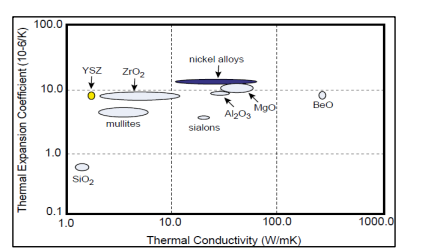 Thermal Expansion Coefficient (10-6/K)
100.0
10.0
1.0
0.1
nickel alloys
YSZ
ZrO2
mullites
Al2O3
MgO
BeO
sialons
SiO2
1.0
10.0
100.0
1000.0
Thermal Conductivity (W/mK)